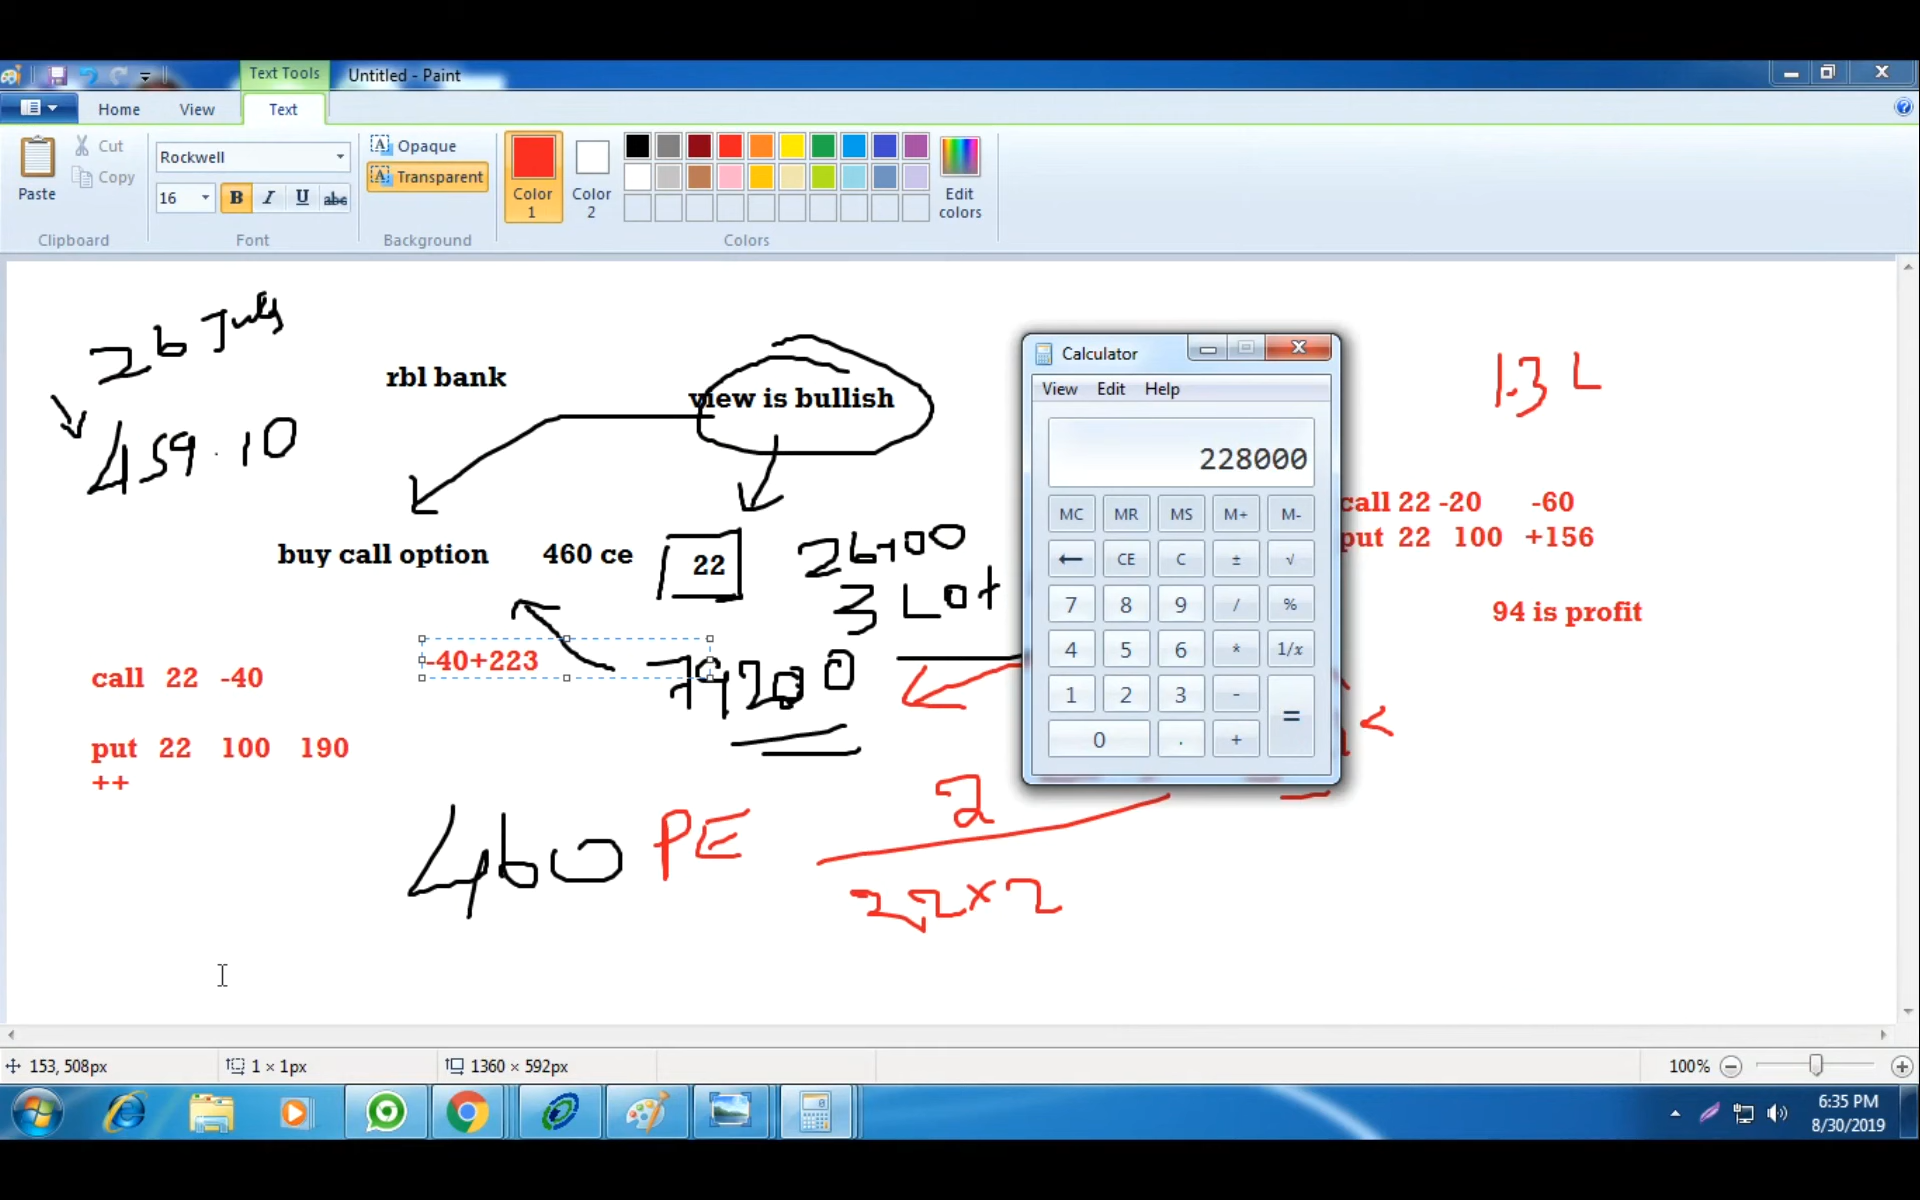 Text Tools
Untitled - Paint
Home
View
Text
Paste
Cut
Copy
Clipboard
Rockwell
16
B I U abc
Font
Opaque
Transparent
Background
Color
1
Color
2
Edit
colors
Colors
26 July
459.10
rbl bank
view is bullish
buy call option 460 ce 22
3 Lot
-40+223
79200
call 22 -40
put 22 100 190
++
460 PE
2
22x2
Calculator
View Edit Help
228000
MC MR MS M+ M-
← CE C ± √
7 8 9 / %
4 5 6 * 1/x
1 2 3 - =
0 . +
1.3 L
call 22 -20 -60
put 22 100 +156
94 is profit
153, 508px
1 × 1px
1360 × 592px
100%
6:35 PM
8/30/2019